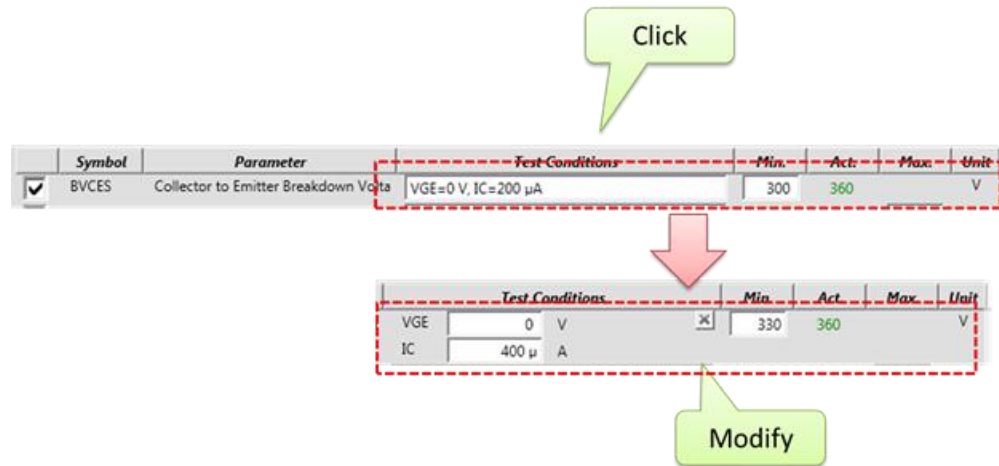 Click
Symbol Parameter Test Conditions Min. Act. Max. Unit
BVCES Collector to Emitter Breakdown Volta VGE=0 V, IC=200 µA 300 360 V
Test Conditions Min. Act. Max. Unit
VGE 0 V 330 360 V
IC 400 µ A
Modify